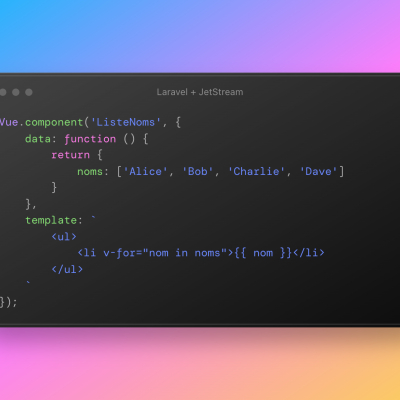 Laravel + JetStream
Vue.component('ListeNoms', {
    data: function () {
        return {
            noms: ['Alice', 'Bob', 'Charlie', 'Dave']
        }
    },
    template: `
        <ul>
            <li v-for="nom in noms">{{ nom }}</li>
        </ul>
    `
});